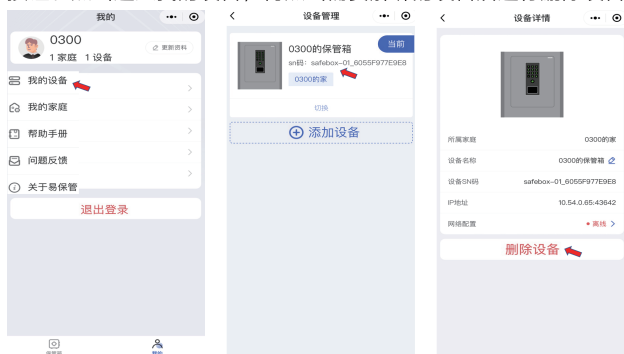 我的
0300
1家庭 1设备
更新资料
我的设备
我的家庭
帮助手册
问题反馈
关于易保管
退出登录
我的
设备管理
0300的保管箱
当前
sn码: safebox-01_6055F977E9E8
0300的家
切换
添加设备
设备详情
所属家庭 0300的家
设备名称 0300的保管箱
设备SN码 safebox-01_6055F977E9E8
IP地址 10.54.0.65:43642
网络配置 离线
删除设备